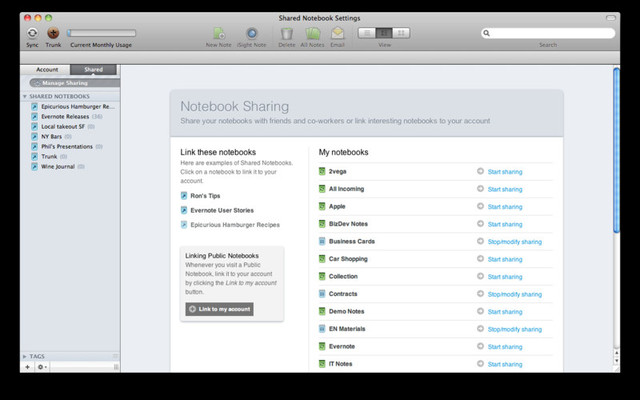 Shared Notebook Settings
Sync
Trunk
Current Monthly Usage
New Note
iSight Note
Delete
All Notes
Email
View
Search
Account
Shared
Manage Sharing
SHARED NOTEBOOKS
Epicurious Hamburger Re...
Evernote Releases (36)
Local takeout SF (0)
NY Bars (0)
Phil's Presentations (0)
Trunk (0)
Wine Journal (0)
TAGS
Notebook Sharing
Share your notebooks with friends and co-workers or link interesting notebooks to your account
Link these notebooks
Here are examples of Shared Notebooks.
Click on a notebook to link it to your
account.
Ron's Tips
Evernote User Stories
Epicurious Hamburger Recipes
Linking Public Notebooks
Whenever you visit a Public
Notebook, link it to your account
by clicking the Link to my account
button.
Link to my account
My notebooks
2vega Start sharing
All Incoming Start sharing
Apple Start sharing
BizDev Notes Start sharing
Business Cards Stop/modify sharing
Car Shopping Start sharing
Collection Start sharing
Contracts Stop/modify sharing
Demo Notes Start sharing
EN Materials Stop/modify sharing
Evernote Start sharing
IT Notes Start sharing